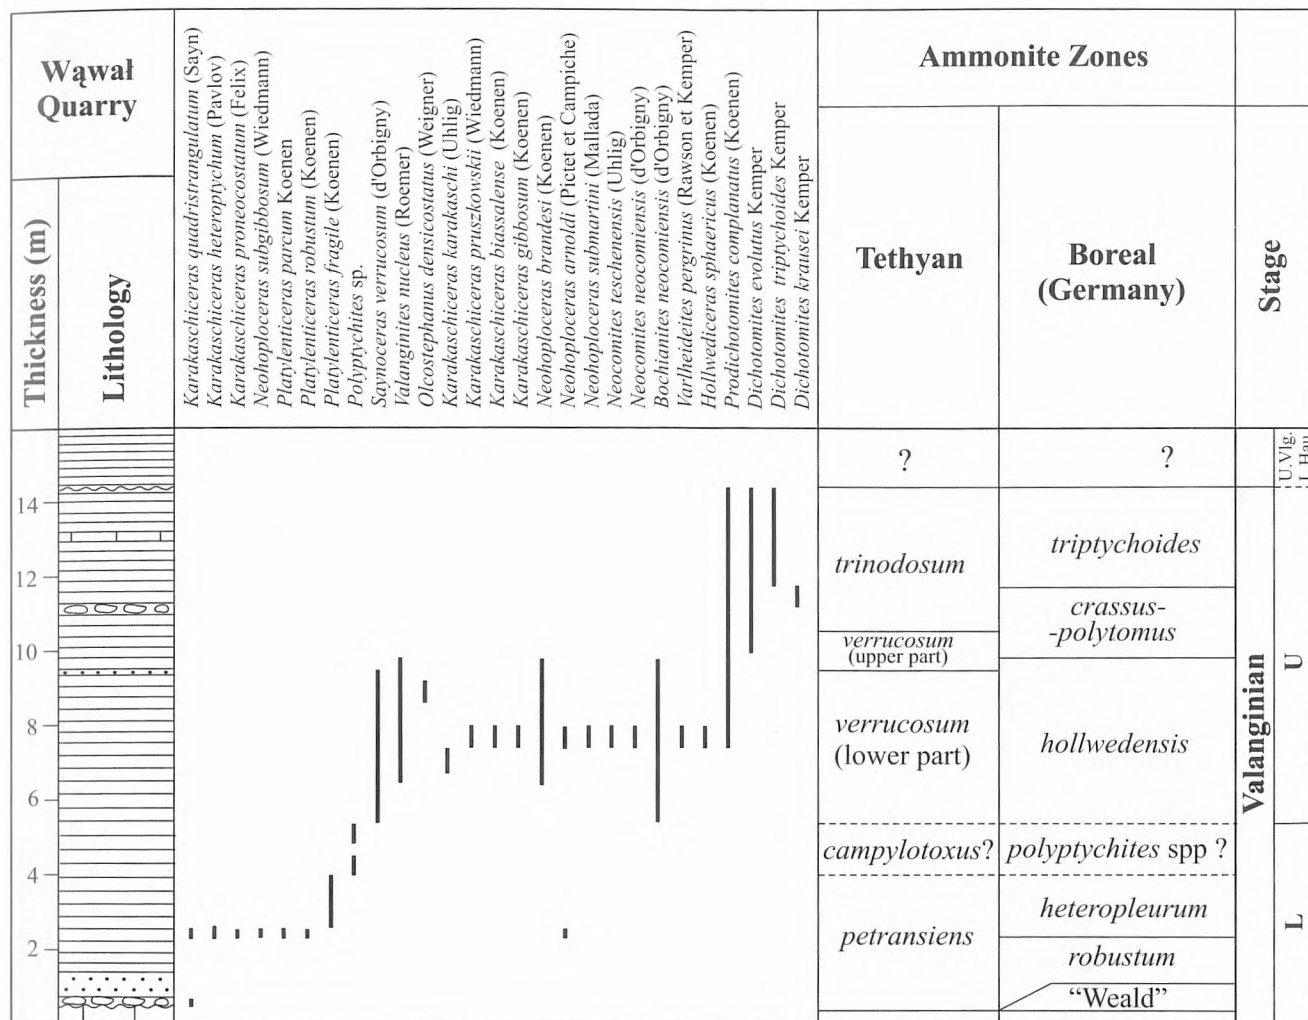 Wąwał
Quarry
Thickness (m)
Lithology
Karakaschiceras quadristrangulatum (Sayn)
Karakaschiceras heteroptychum (Pavlov)
Karakaschiceras proneocostatum (Felix)
Neohoploceras subgibbosum (Wiedmann)
Platylenticeras parcum Koenen
Platylenticeras robustum (Koenen)
Platylenticeras fragile (Koenen)
Polyptychites sp.
Saynoceras verrucosum (d'Orbigny)
Valanginites nucleus (Roemer)
Olcostephanus densicostatus (Weigner)
Karakaschiceras karakaschi (Uhlig)
Karakaschiceras pruszkowskii (Wiedmann)
Karakaschiceras biassalense (Koenen)
Karakaschiceras gibbosum (Koenen)
Neohoploceras brandesi (Koenen)
Neohoploceras arnoldi (Pictet et Campiche)
Neohoploceras submartini (Mallada)
Neocomites teschenensis (Uhlig)
Neocomites neocomiensis (d'Orbigny)
Bochianites neocomiensis (d'Orbigny)
Varlheideites pergrinus (Rawson et Kemper)
Hollwediceras sphaericus (Koenen)
Prodichotomites complanatus (Koenen)
Dichotomites evolutus Kemper
Dichotomites triptychoides Kemper
Dichotomites krausei Kemper
Ammonite Zones
Tethyan
Boreal
(Germany)
Stage
14
12
10
8
6
4
2
?
trinodosum
verrucosum
(upper part)
verrucosum
(lower part)
campylotoxus?
petransiens
?
triptychoides
crassus-
-polytomus
hollwedensis
polyptychites spp ?
heteropleurum
robustum
“Weald”
Valanginian
U.Vlg.
L.Hau
U
L